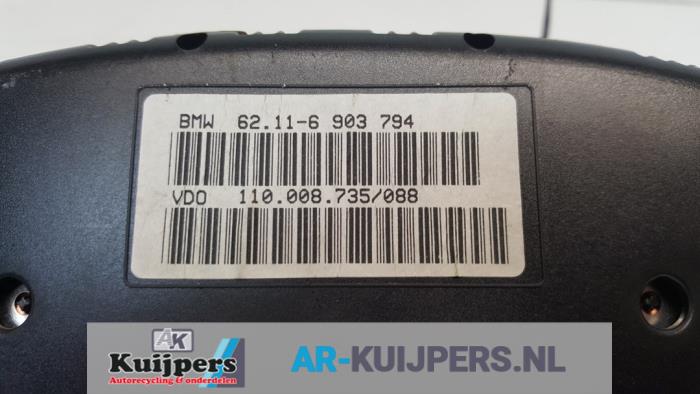 BMW 62.11-6 903 794
VDO 110.008.735/088
AK
Kuijpers
Autorecycling & onderdelen
AR-KUIJPERS.NL